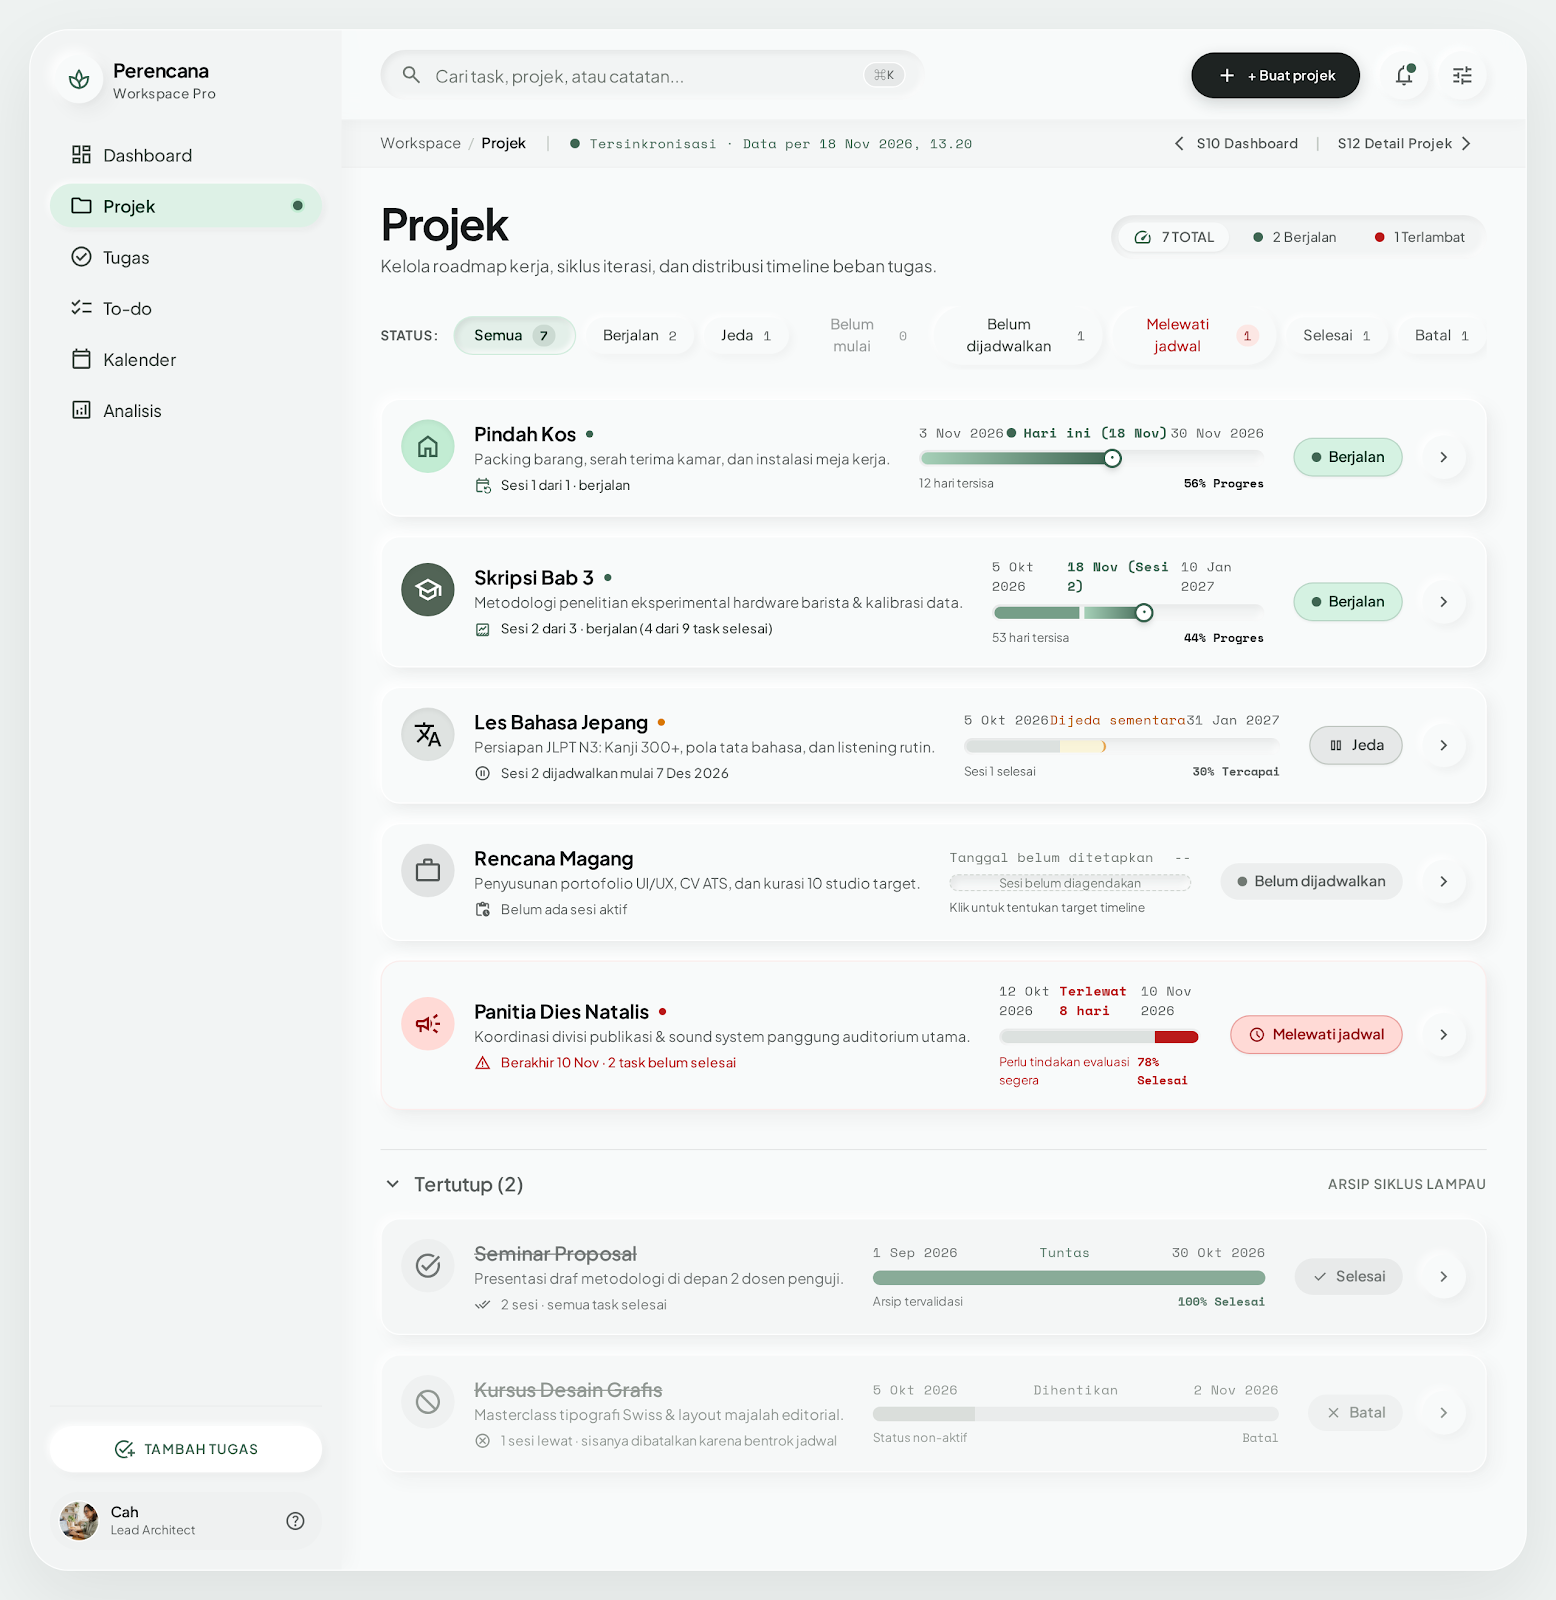 Perencana
Workspace Pro
Dashboard
Projek
Tugas
To-do
Kalender
Analisis
TAMBAH TUGAS
Cah
Lead Architect
Cari task, projek, atau catatan...
⌘K
+ Buat projek
Workspace / Projek
Tersinkronisasi · Data per 18 Nov 2026, 13.20
S10 Dashboard
S12 Detail Projek
Projek
Kelola roadmap kerja, siklus iterasi, dan distribusi timeline beban tugas.
7 TOTAL
2 Berjalan
1 Terlambat
STATUS:
Semua 7
Berjalan 2
Jeda 1
Belum
mulai
0
Belum
dijadwalkan
1
Melewati
jadwal
1
Selesai 1
Batal 1
Pindah Kos
Packing barang, serah terima kamar, dan instalasi meja kerja.
Sesi 1 dari 1 · berjalan
3 Nov 2026
Hari ini (18 Nov)
30 Nov 2026
12 hari tersisa
56% Progres
Berjalan
Skripsi Bab 3
Metodologi penelitian eksperimental hardware barista & kalibrasi data.
Sesi 2 dari 3 · berjalan (4 dari 9 task selesai)
5 Okt
2026
18 Nov (Sesi
2)
10 Jan
2027
53 hari tersisa
44% Progres
Berjalan
Les Bahasa Jepang
Persiapan JLPT N3: Kanji 300+, pola tata bahasa, dan listening rutin.
Sesi 2 dijadwalkan mulai 7 Des 2026
5 Okt 2026
Dijeda sementara
31 Jan 2027
Sesi 1 selesai
30% Tercapai
Jeda
Rencana Magang
Penyusunan portofolio UI/UX, CV ATS, dan kurasi 10 studio target.
Belum ada sesi aktif
Tanggal belum ditetapkan
--
Sesi belum diagendakan
Klik untuk tentukan target timeline
Belum dijadwalkan
Panitia Dies Natalis
Koordinasi divisi publikasi & sound system panggung auditorium utama.
Berakhir 10 Nov · 2 task belum selesai
12 Okt
2026
Terlewat
8 hari
10 Nov
2026
Perlu tindakan evaluasi
segera
78%
Selesai
Melewati jadwal
Tertutup (2)
ARSIP SIKLUS LAMPAU
Seminar Proposal
Presentasi draf metodologi di depan 2 dosen penguji.
2 sesi · semua task selesai
1 Sep 2026
Tuntas
30 Okt 2026
Arsip tervalidasi
100% Selesai
Selesai
Kursus Desain Grafis
Masterclass tipografi Swiss & layout majalah editorial.
1 sesi lewat · sisanya dibatalkan karena bentrok jadwal
5 Okt 2026
Dihentikan
2 Nov 2026
Status non-aktif
Batal
Batal